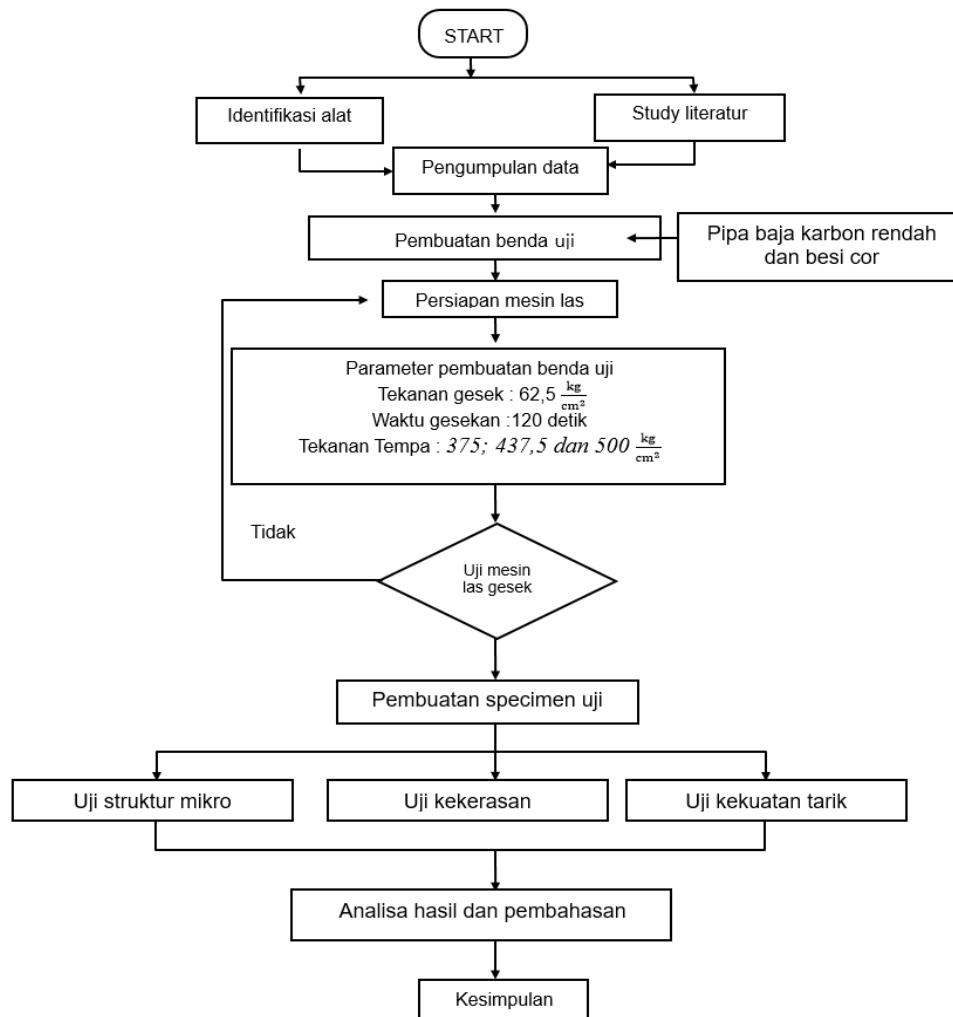 START
Identifikasi alat
Study literatur
Pengumpulan data
Pembuatan benda uji
Pipa baja karbon rendah
dan besi cor
Persiapan mesin las
Parameter pembuatan benda uji
Tekanan gesek : 62,5 kg/cm²
Waktu gesekan :120 detik
Tekanan Tempa : 375; 437,5 dan 500 kg/cm²
Tidak
Uji mesin
las gesek
Pembuatan specimen uji
Uji struktur mikro
Uji kekerasan
Uji kekuatan tarik
Analisa hasil dan pembahasan
Kesimpulan